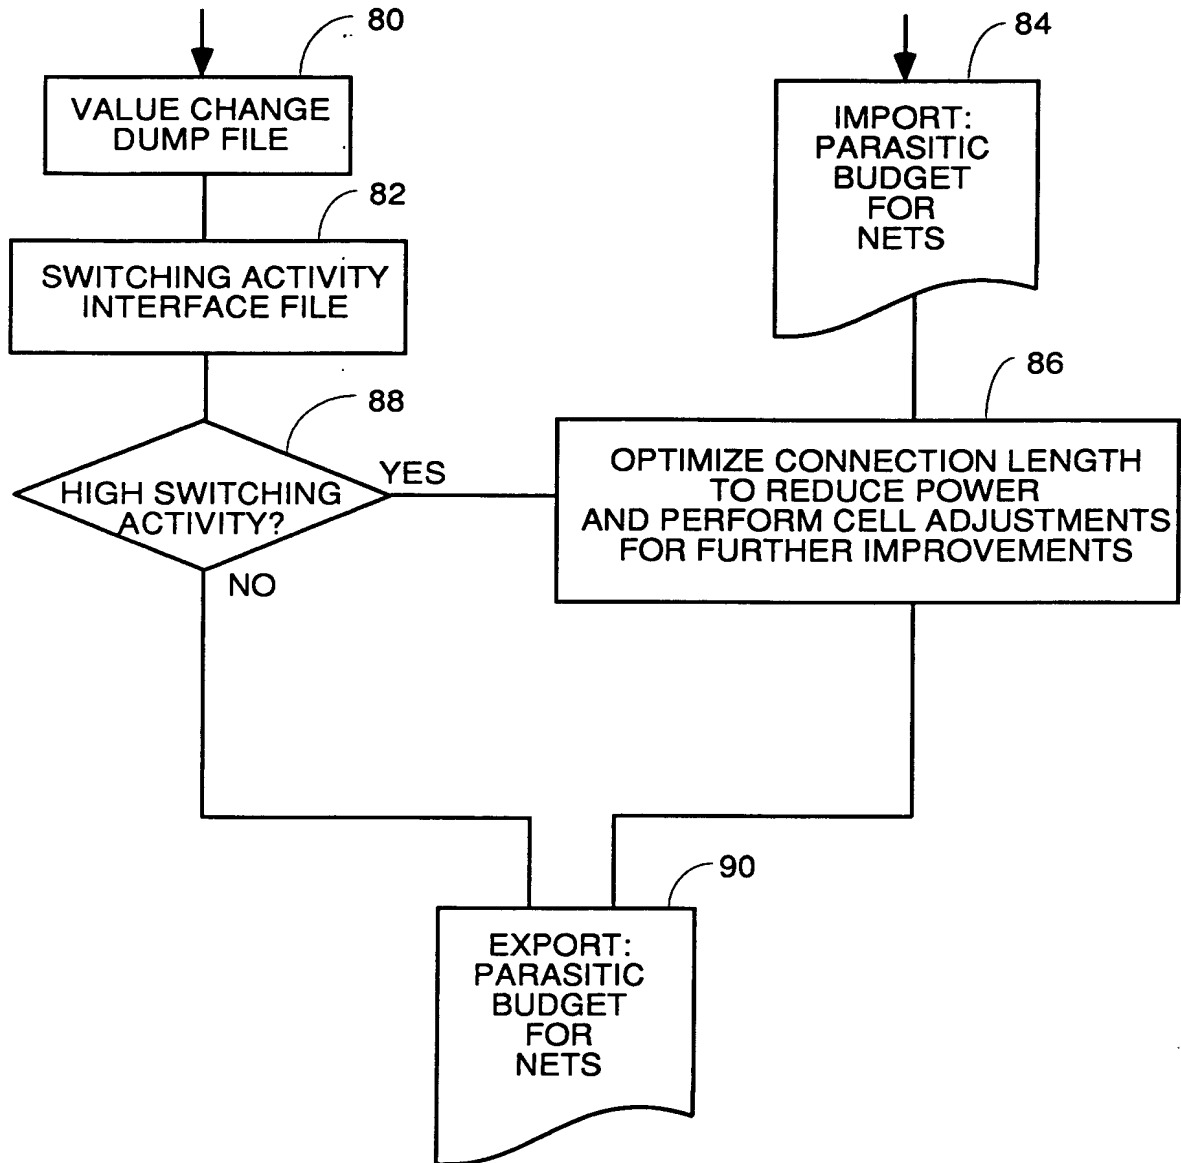 80
VALUE CHANGE
DUMP FILE
82
SWITCHING ACTIVITY
INTERFACE FILE
88
HIGH SWITCHING
ACTIVITY?
YES
NO
84
IMPORT:
PARASITIC
BUDGET
FOR
NETS
86
OPTIMIZE CONNECTION LENGTH
TO REDUCE POWER
AND PERFORM CELL ADJUSTMENTS
FOR FURTHER IMPROVEMENTS
90
EXPORT:
PARASITIC
BUDGET
FOR
NETS